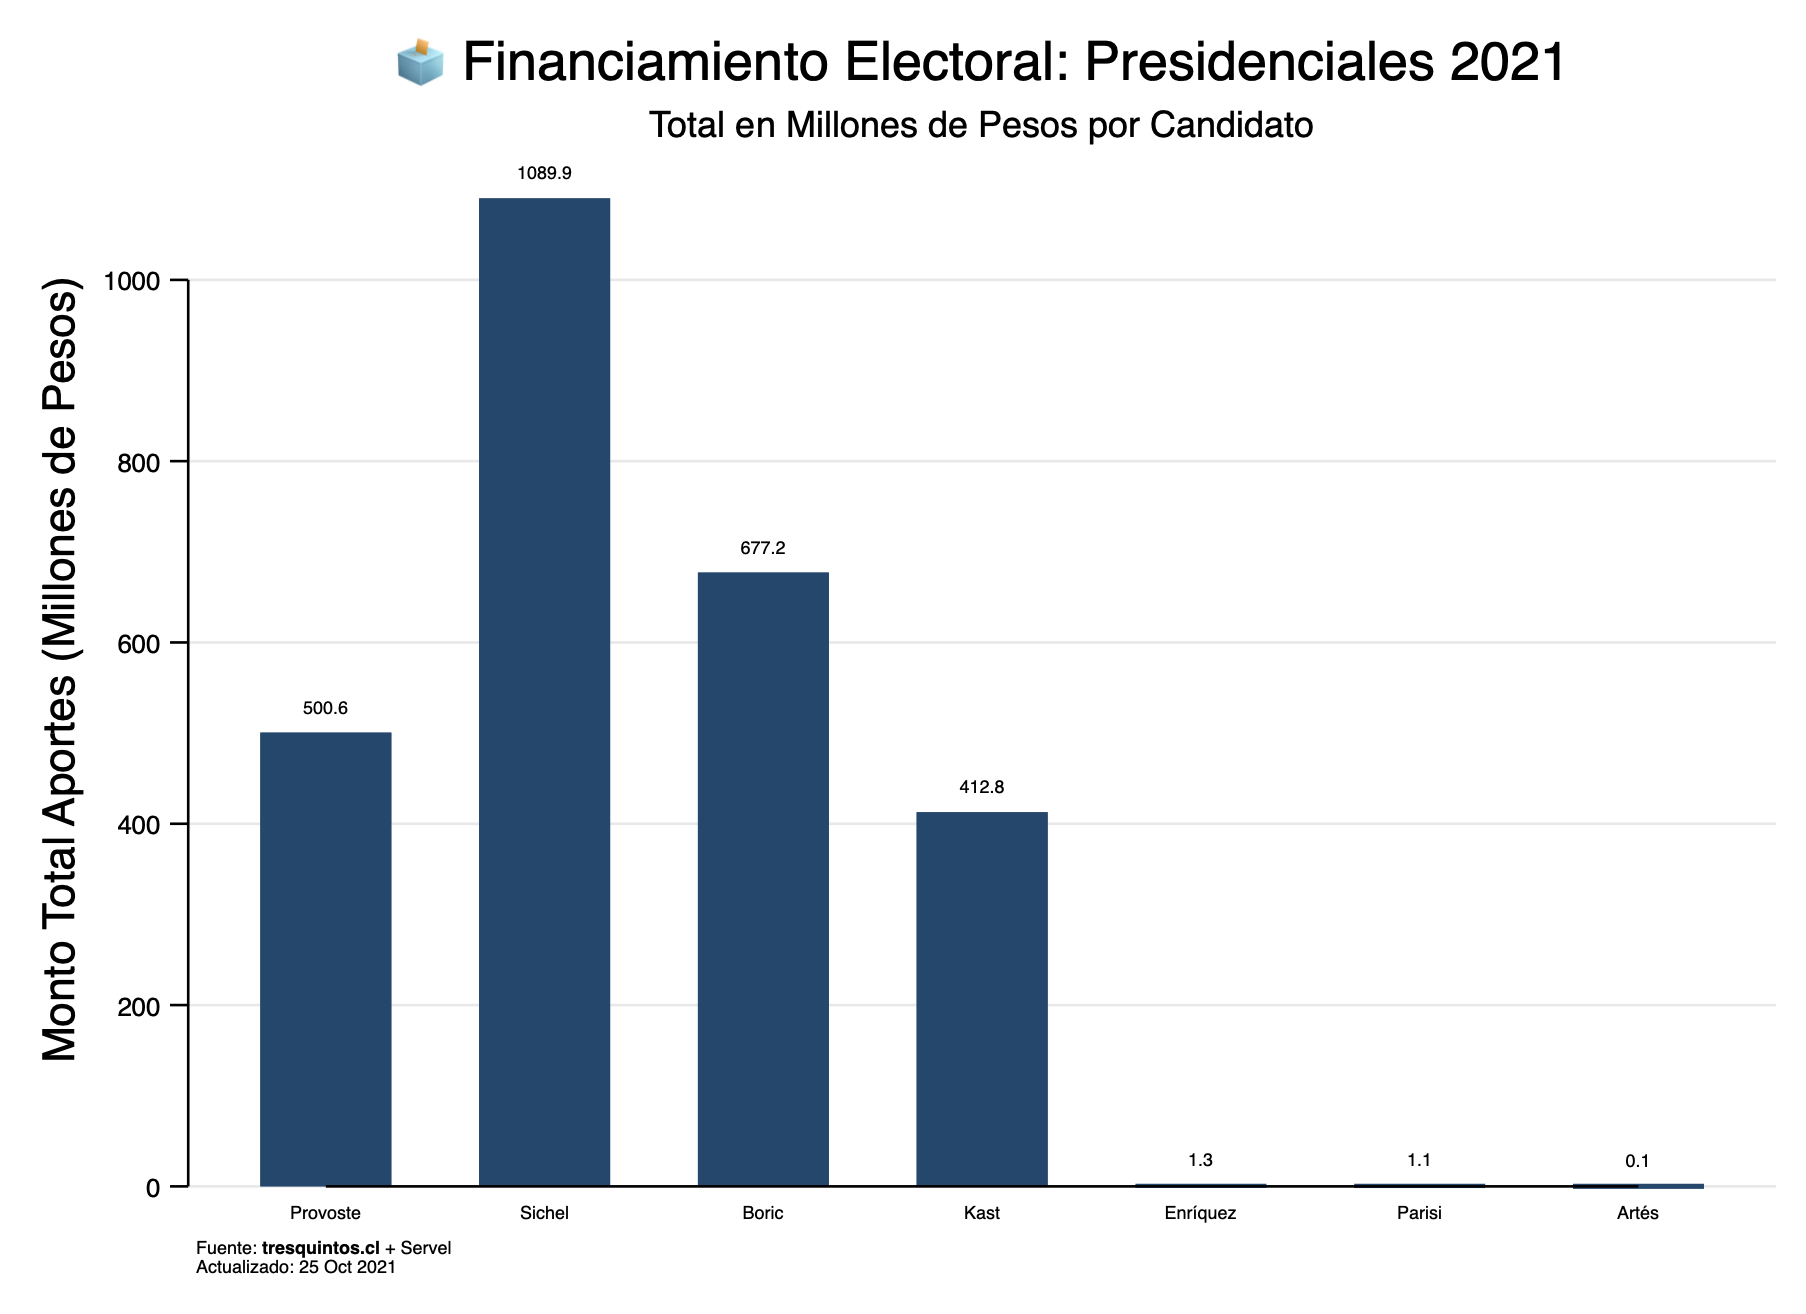 Financiamiento Electoral: Presidenciales 2021
Total en Millones de Pesos por Candidato
Monto Total Aportes (Millones de Pesos)
1000
800
600
400
200
0
500.6
1089.9
677.2
412.8
1.3
1.1
0.1
Provoste
Sichel
Boric
Kast
Enríquez
Parisi
Artés
Fuente: tresquintos.cl + Servel
Actualizado: 25 Oct 2021